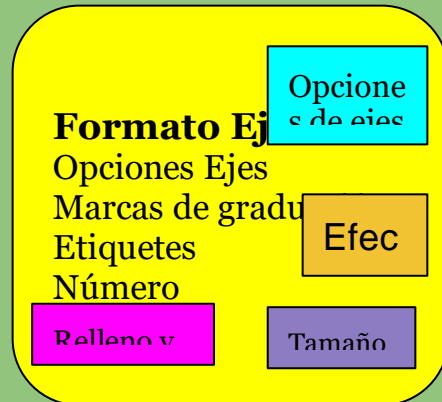 Opcione
s de ejes
Formato Ej
Opciones Ejes
Marcas de gradu
Efec
Etiquetes
Número
Relleno y
Tamaño